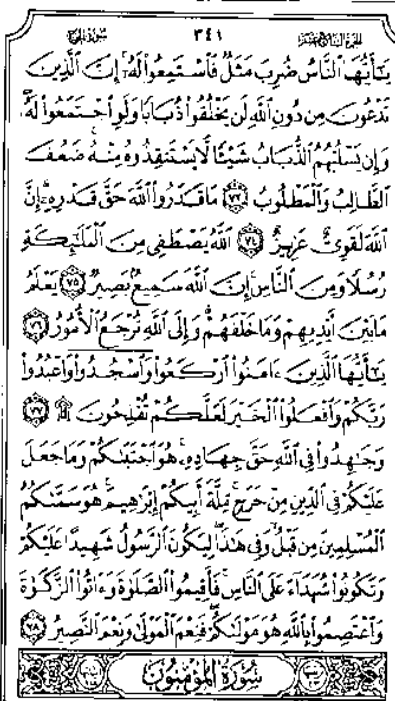 سورة الحج ٣٤١ الجزء السابع عشر
يَـٰٓأَيُّهَا ٱلنَّاسُ ضُرِبَ مَثَلٌ فَٱسْتَمِعُوا۟ لَهُۥٓ إِنَّ ٱلَّذِينَ
تَدْعُونَ مِن دُونِ ٱللَّهِ لَن يَخْلُقُوا۟ ذُبَابًا وَلَوِ ٱجْتَمَعُوا۟ لَهُۥ
وَإِن يَسْلُبْهُمُ ٱلذُّبَابُ شَيْـًٔا لَّا يَسْتَنقِذُوهُ مِنْهُ ضَعُفَ
ٱلطَّالِبُ وَٱلْمَطْلُوبُ ٧٣ مَا قَدَرُوا۟ ٱللَّهَ حَقَّ قَدْرِهِۦٓ إِنَّ
ٱللَّهَ لَقَوِىٌّ عَزِيزٌ ٧٤ ٱللَّهُ يَصْطَفِى مِنَ ٱلْمَلَـٰٓئِكَةِ
رُسُلًا وَمِنَ ٱلنَّاسِ إِنَّ ٱللَّهَ سَمِيعٌۢ بَصِيرٌ ٧٥ يَعْلَمُ
مَا بَيْنَ أَيْدِيهِمْ وَمَا خَلْفَهُمْ وَإِلَى ٱللَّهِ تُرْجَعُ ٱلْأُمُورُ ٧٦
يَـٰٓأَيُّهَا ٱلَّذِينَ ءَامَنُوا۟ ٱرْكَعُوا۟ وَٱسْجُدُوا۟ وَٱعْبُدُوا۟
رَبَّكُمْ وَٱفْعَلُوا۟ ٱلْخَيْرَ لَعَلَّكُمْ تُفْلِحُونَ ۩ ٧٧
وَجَـٰهِدُوا۟ فِى ٱللَّهِ حَقَّ جِهَادِهِۦ هُوَ ٱجْتَبَىٰكُمْ وَمَا جَعَلَ
عَلَيْكُمْ فِى ٱلدِّينِ مِنْ حَرَجٍ مِّلَّةَ أَبِيكُمْ إِبْرَٰهِيمَ هُوَ سَمَّىٰكُمُ
ٱلْمُسْلِمِينَ مِن قَبْلُ وَفِى هَـٰذَا لِيَكُونَ ٱلرَّسُولُ شَهِيدًا عَلَيْكُمْ
وَتَكُونُوا۟ شُهَدَآءَ عَلَى ٱلنَّاسِ فَأَقِيمُوا۟ ٱلصَّلَوٰةَ وَءَاتُوا۟ ٱلزَّكَوٰةَ
وَٱعْتَصِمُوا۟ بِٱللَّهِ هُوَ مَوْلَىٰكُمْ فَنِعْمَ ٱلْمَوْلَىٰ وَنِعْمَ ٱلنَّصِيرُ ٧٨
سُورَةُ ٱلْمُؤْمِنُونَ